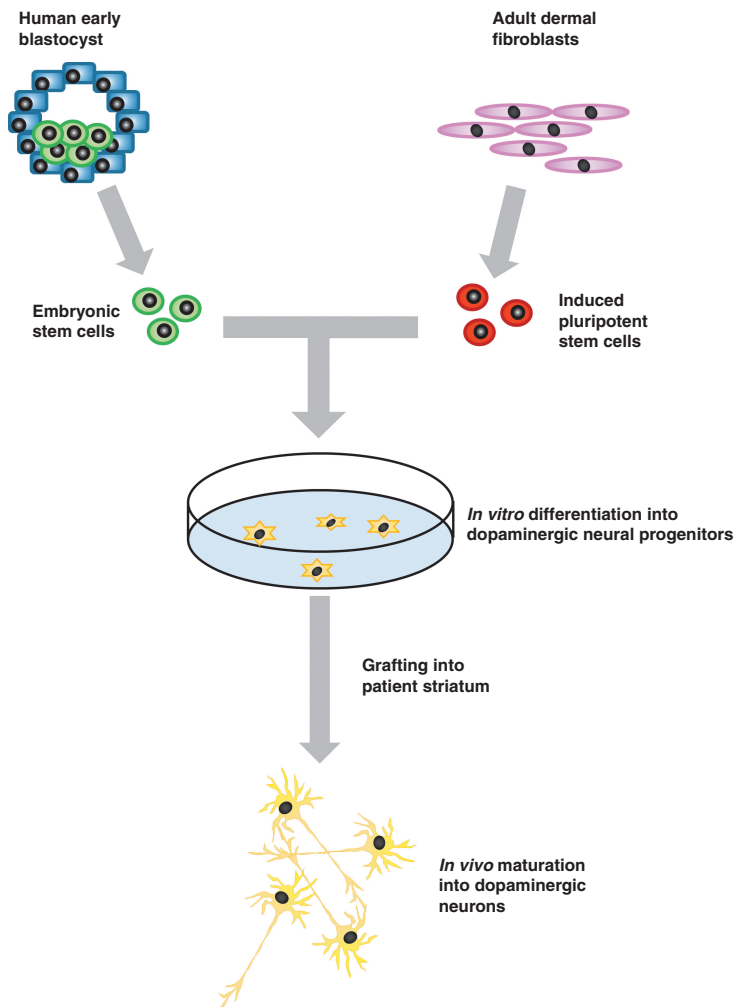 Human early
blastocyst
Adult dermal
fibroblasts
Embryonic
stem cells
Induced
pluripotent
stem cells
In vitro differentiation into
dopaminergic neural progenitors
Grafting into
patient striatum
In vivo maturation
into dopaminergic
neurons